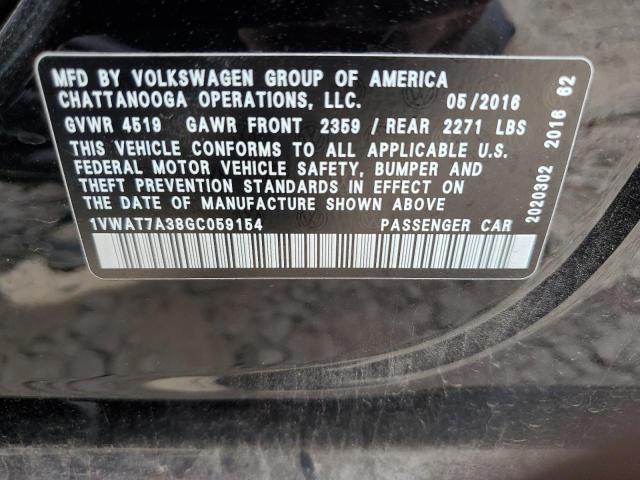 MFD BY VOLKSWAGEN GROUP OF AMERICA
CHATTANOOGA OPERATIONS, LLC. 05/2016
GVWR 4519 GAWR FRONT 2359 / REAR 2271 LBS
THIS VEHICLE CONFORMS TO ALL APPLICABLE U.S.
FEDERAL MOTOR VEHICLE SAFETY, BUMPER AND
THEFT PREVENTION STANDARDS IN EFFECT ON
THE DATE OF MANUFACTURE SHOWN ABOVE
1VWAT7A38GC059154 PASSENGER CAR
2020302 2016 62